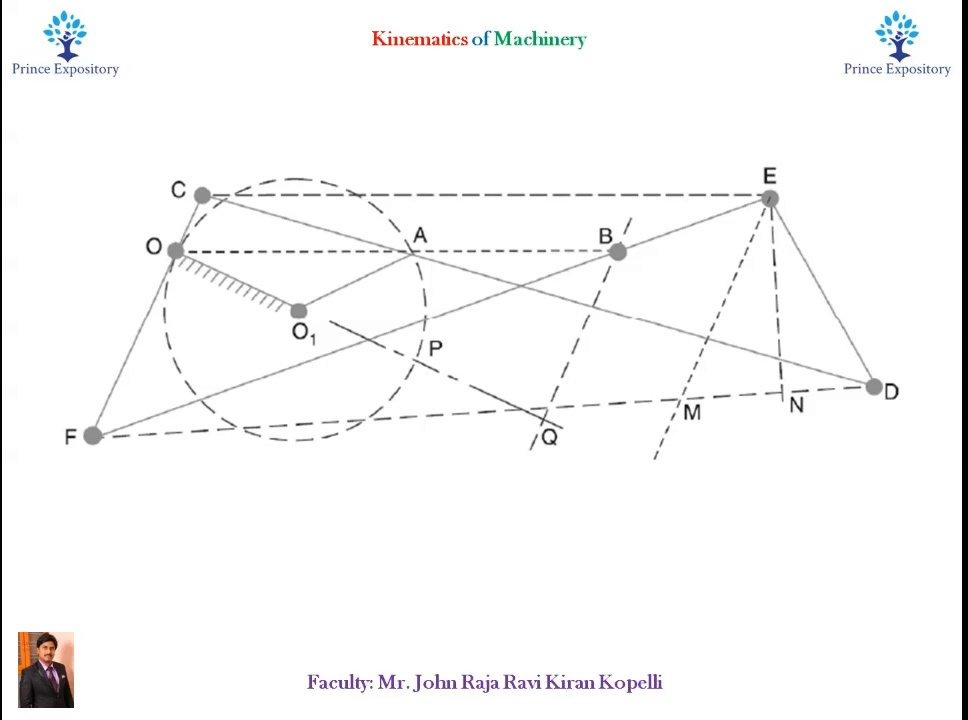 Kinematics of Machinery
Prince Expository
Prince Expository
E
C
O
A
B
O1
P
F
Q
M
N
D
Faculty: Mr. John Raja Ravi Kiran Kopelli